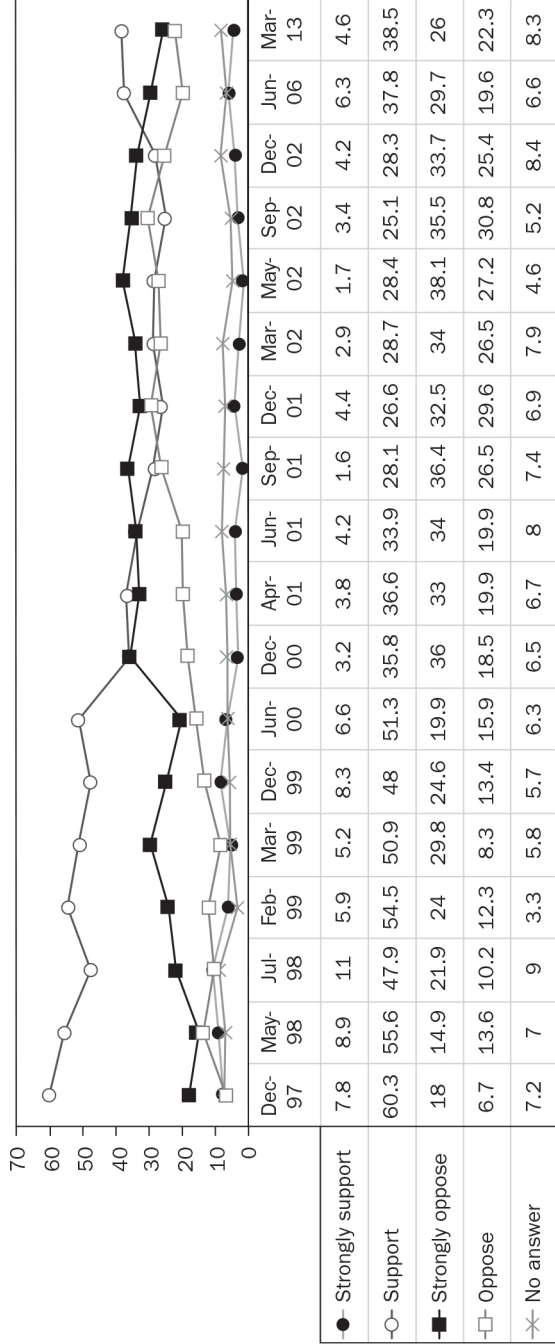 70
60
50
40
30
20
10
0
Dec-97 May-98 Jul-98 Feb-99 Mar-99 Dec-99 Jun-00 Dec-00 Apr-01 Jun-01 Sep-01 Dec-01 Mar-02 May-02 Sep-02 Dec-02 Jun-06 Mar-13
Strongly support 7.8 8.9 11 5.9 5.2 8.3 6.6 3.2 3.8 4.2 1.6 4.4 2.9 1.7 3.4 4.2 6.3 4.6
Support 60.3 55.6 47.9 54.5 50.9 48 51.3 35.8 36.6 33.9 28.1 26.6 28.7 28.4 25.1 28.3 37.8 38.5
Strongly oppose 18 14.9 21.9 24 29.8 24.6 19.9 36 33 34 36.4 32.5 34 38.1 35.5 33.7 29.7 26
Oppose 6.7 13.6 10.2 12.3 8.3 13.4 15.9 18.5 19.9 19.9 26.5 29.6 26.5 27.2 30.8 25.4 19.6 22.3
No answer 7.2 7 9 3.3 5.8 5.7 6.3 6.5 6.7 8 7.4 6.9 7.9 4.6 5.2 8.4 6.6 8.3